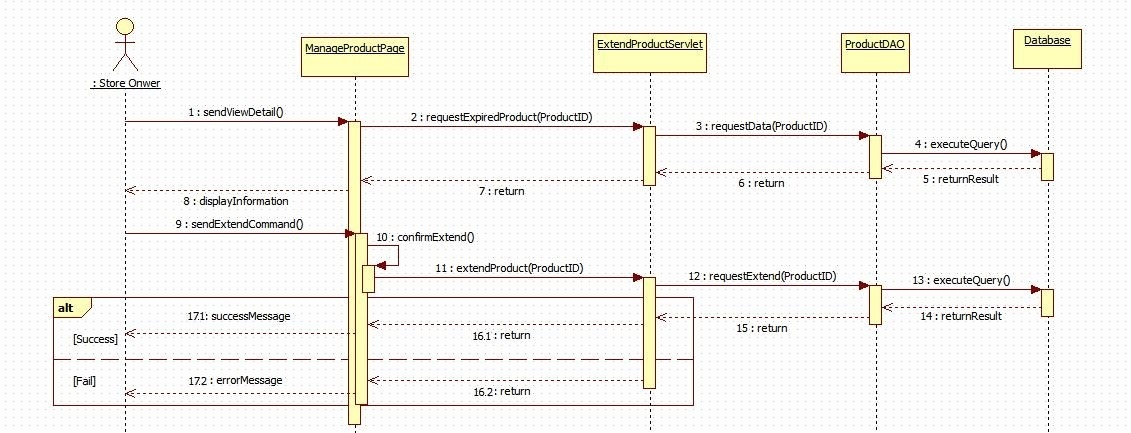 ManageProductPage
ExtendProductServlet
ProductDAO
Database
: Store Onwer
1 : sendViewDetail()
2 : requestExpiredProduct(ProductID)
3 : requestData(ProductID)
4 : executeQuery()
5 : returnResult
6 : return
7 : return
8 : displayInformation
9 : sendExtendCommand()
10 : confirmExtend()
11 : extendProduct(ProductID)
12 : requestExtend(ProductID)
13 : executeQuery()
14 : returnResult
15 : return
alt
17.1: successMessage
16.1 : return
[Success]
[Fail]
17.2 : errorMessage
16.2 : return